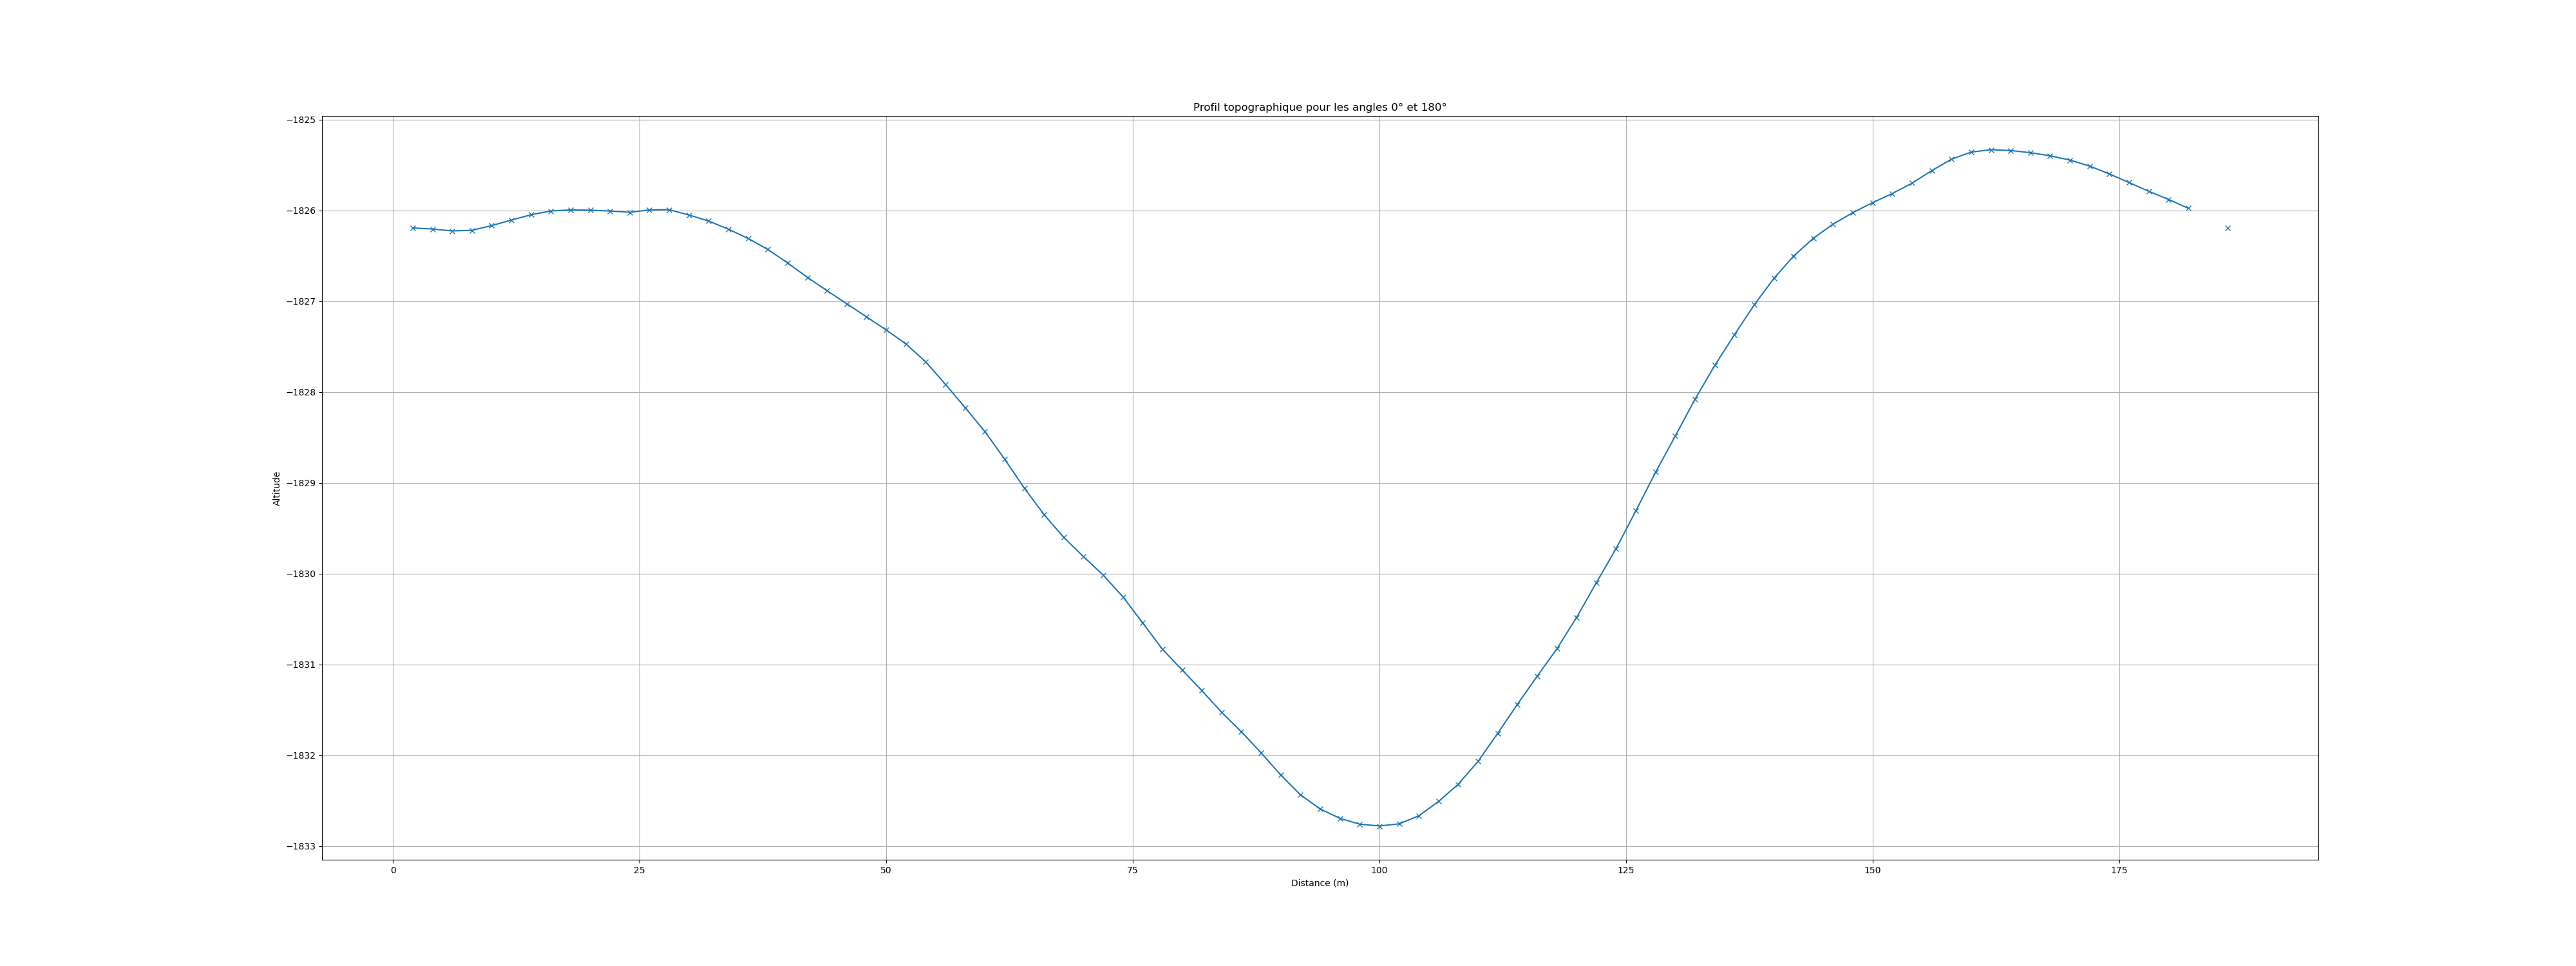 Profil topographique pour les angles 0° et 180°
−1825
−1826
−1827
−1828
−1829
−1830
−1831
−1832
−1833
Altitude
0 25 50 75 100 125 150 175
Distance (m)